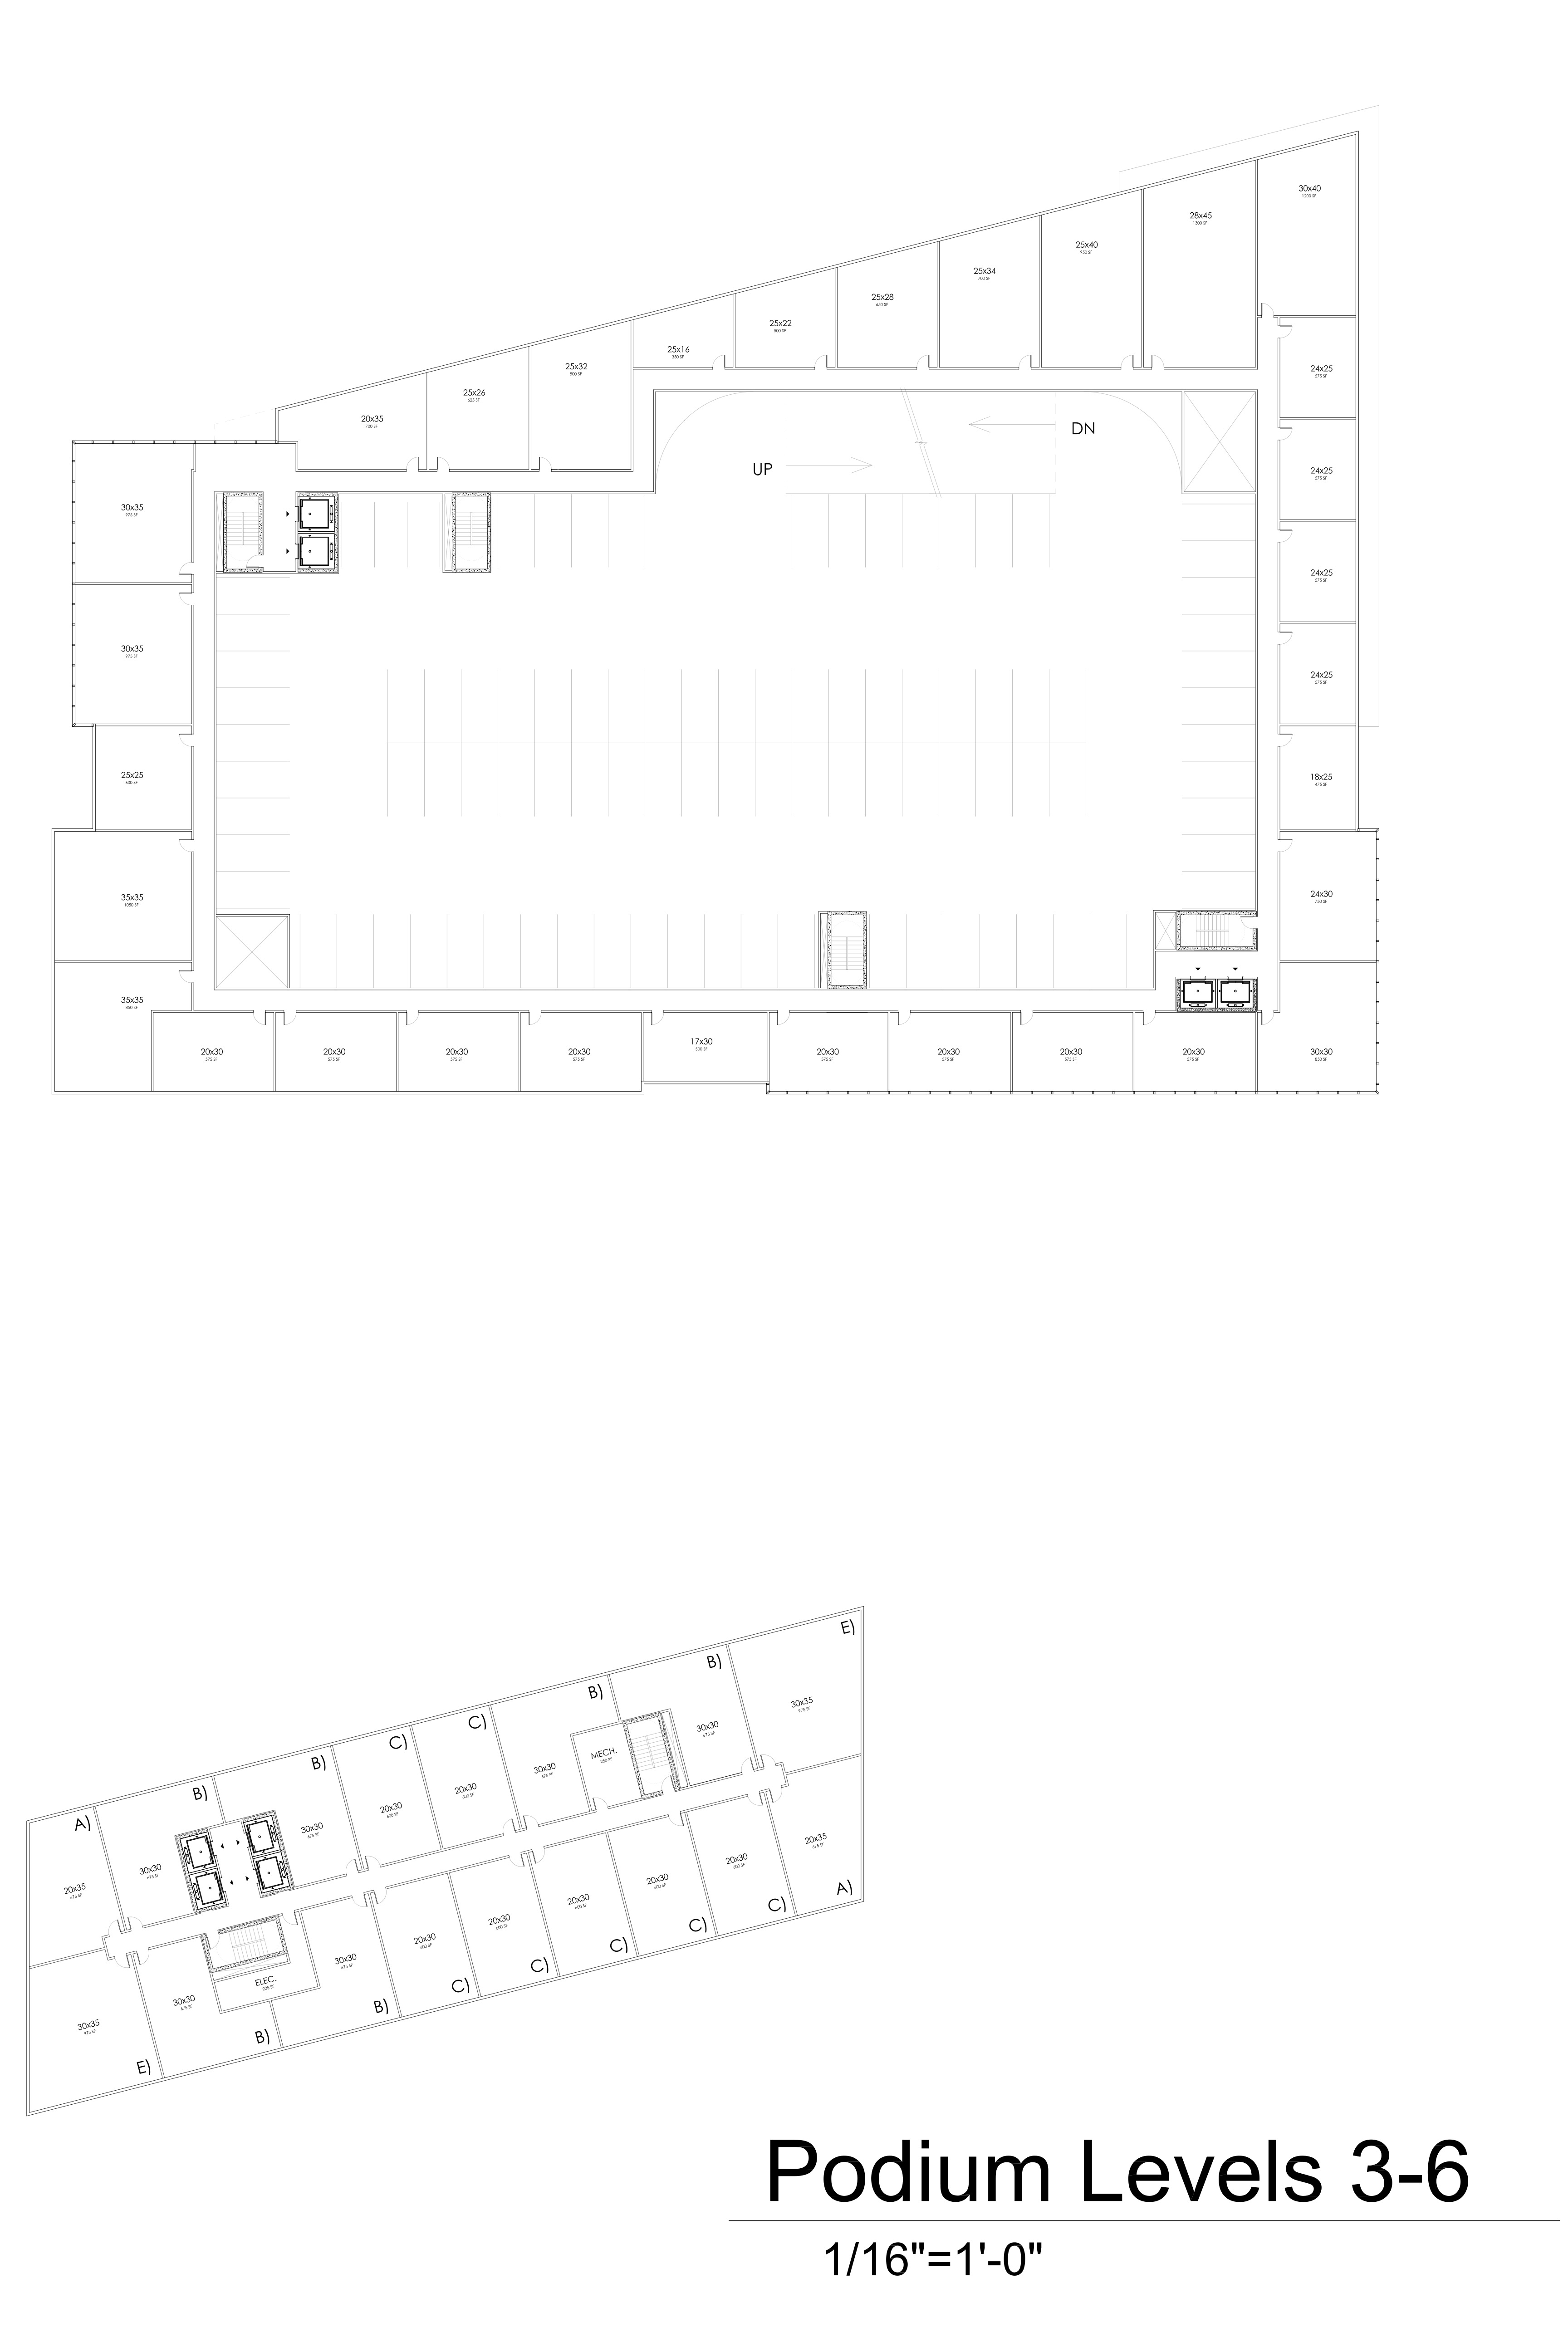 30x40
1200 SF
28x45
1300 SF
25x40
950 SF
25x34
700 SF
25x28
650 SF
25x22
500 SF
25x16
350 SF
25x32
800 SF
25x26
625 SF
20x35
700 SF
24x25
575 SF
DN
UP
24x25
575 SF
30x35
975 SF
24x25
575 SF
30x35
975 SF
24x25
575 SF
25x25
600 SF
18x25
475 SF
35x35
1050 SF
24x30
750 SF
35x35
800 SF
20x30
575 SF
20x30
575 SF
20x30
575 SF
20x30
575 SF
17x30
500 SF
20x30
575 SF
20x30
575 SF
20x30
575 SF
20x30
575 SF
30x30
850 SF
E)
B)
B)
C)
C)
B)
B)
A)
30x35
975 SF
30x30
675 SF
MECH.
250 SF
30x30
675 SF
20x30
600 SF
20x30
600 SF
30x30
675 SF
30x30
675 SF
20x35
675 SF
20x35
675 SF
20x30
600 SF
20x30
600 SF
20x30
600 SF
20x30
600 SF
20x30
600 SF
30x30
675 SF
ELEC.
225 SF
30x30
675 SF
30x35
975 SF
A)
C)
C)
C)
C)
C)
B)
B)
E)
Podium Levels 3-6
1/16"=1'-0"